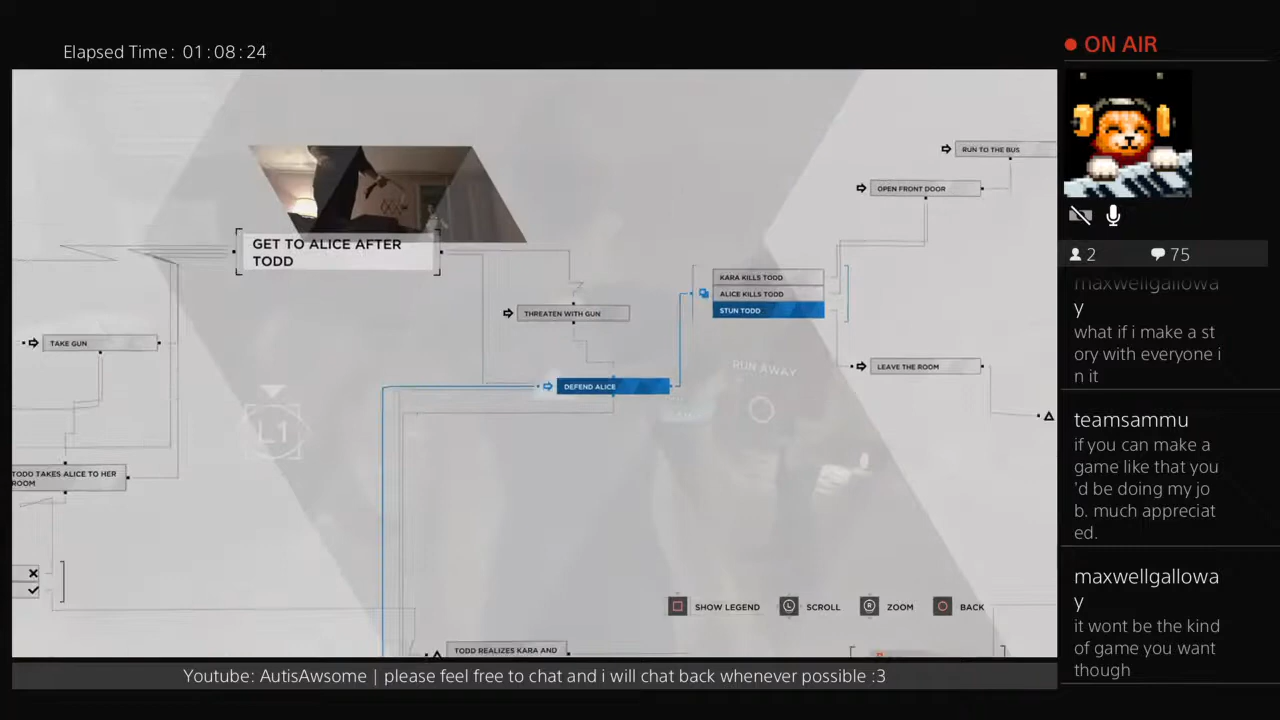 Elapsed Time: 01:08:24
ON AIR
2
75
GET TO ALICE AFTER
TODD
TAKE GUN
TODD TAKES ALICE TO HER
ROOM
THREATEN WITH GUN
DEFEND ALICE
KARA KILLS TODD
ALICE KILLS TODD
STUN TODD
RUN TO THE BUS
OPEN FRONT DOOR
LEAVE THE ROOM
RUN AWAY
L1
TODD REALIZES KARA AND
SHOW LEGEND
SCROLL
ZOOM
BACK
Youtube: AutisAwsome | please feel free to chat and i will chat back whenever possible :3
maxwellgallowa
y
what if i make a st
ory with everyone i
n it
teamsammu
if you can make a
game like that you
'd be doing my jo
b. much appreciat
ed.
maxwellgallowa
y
it wont be the kind
of game you want
though